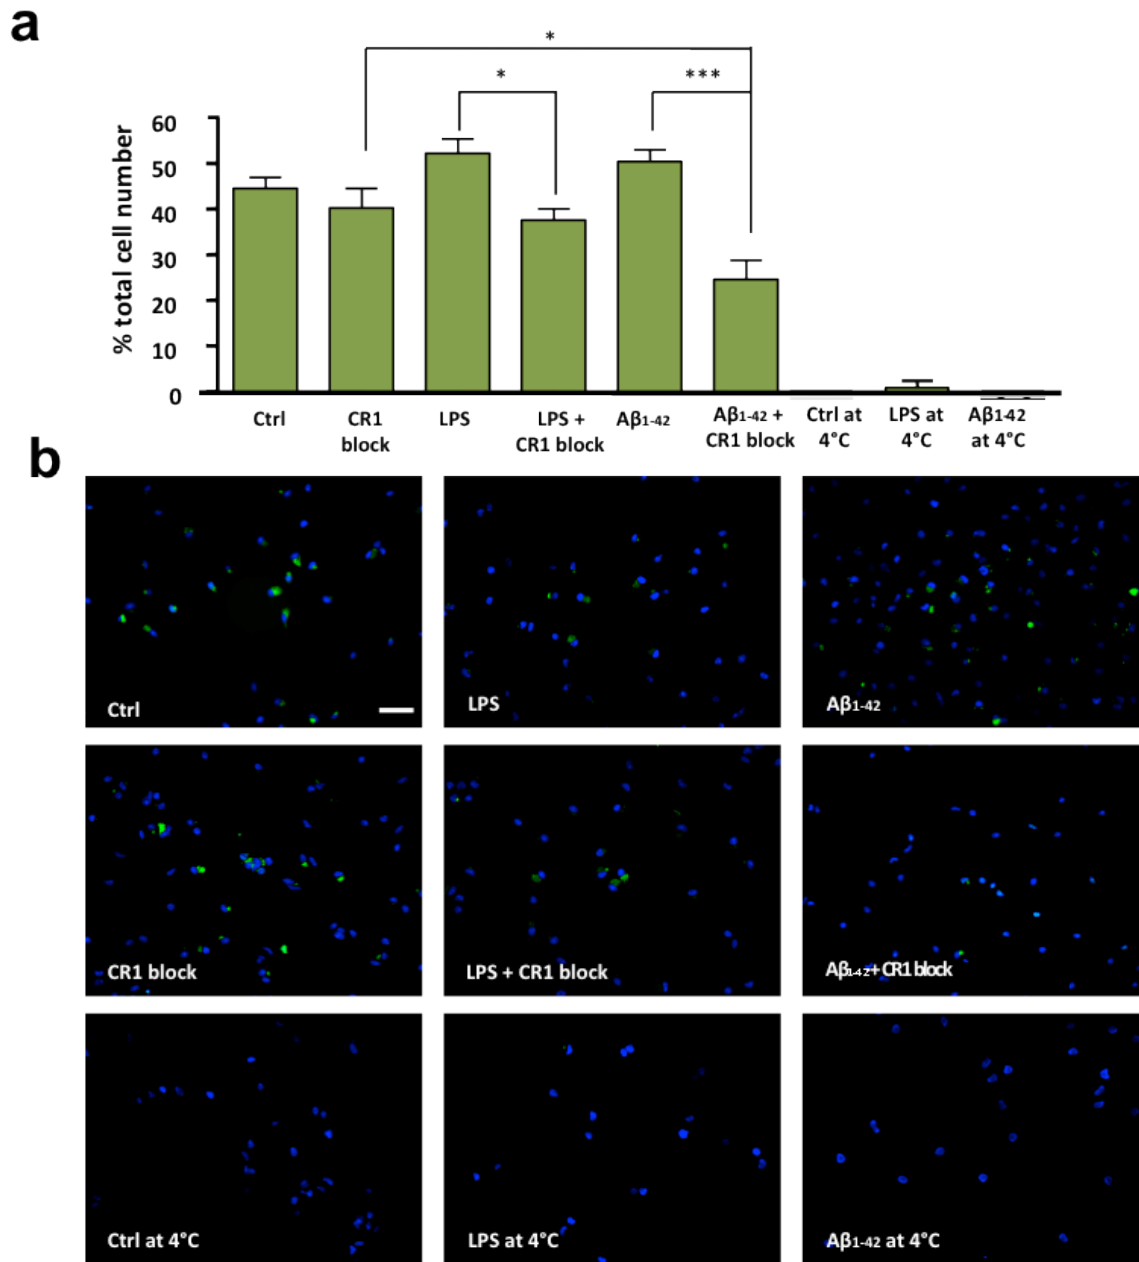 a
*
*
***
% total cell number
60
50
40
30
20
10
0
Ctrl
CR1
block
LPS
LPS +
CR1 block
Aβ1-42
Aβ1-42 +
CR1 block
Ctrl at
4°C
LPS at
4°C
Aβ1-42
at 4°C
b
Ctrl
LPS
Aβ1-42
CR1 block
LPS + CR1 block
Aβ1-42+ CR1 block
Ctrl at 4°C
LPS at 4°C
Aβ1-42 at 4°C